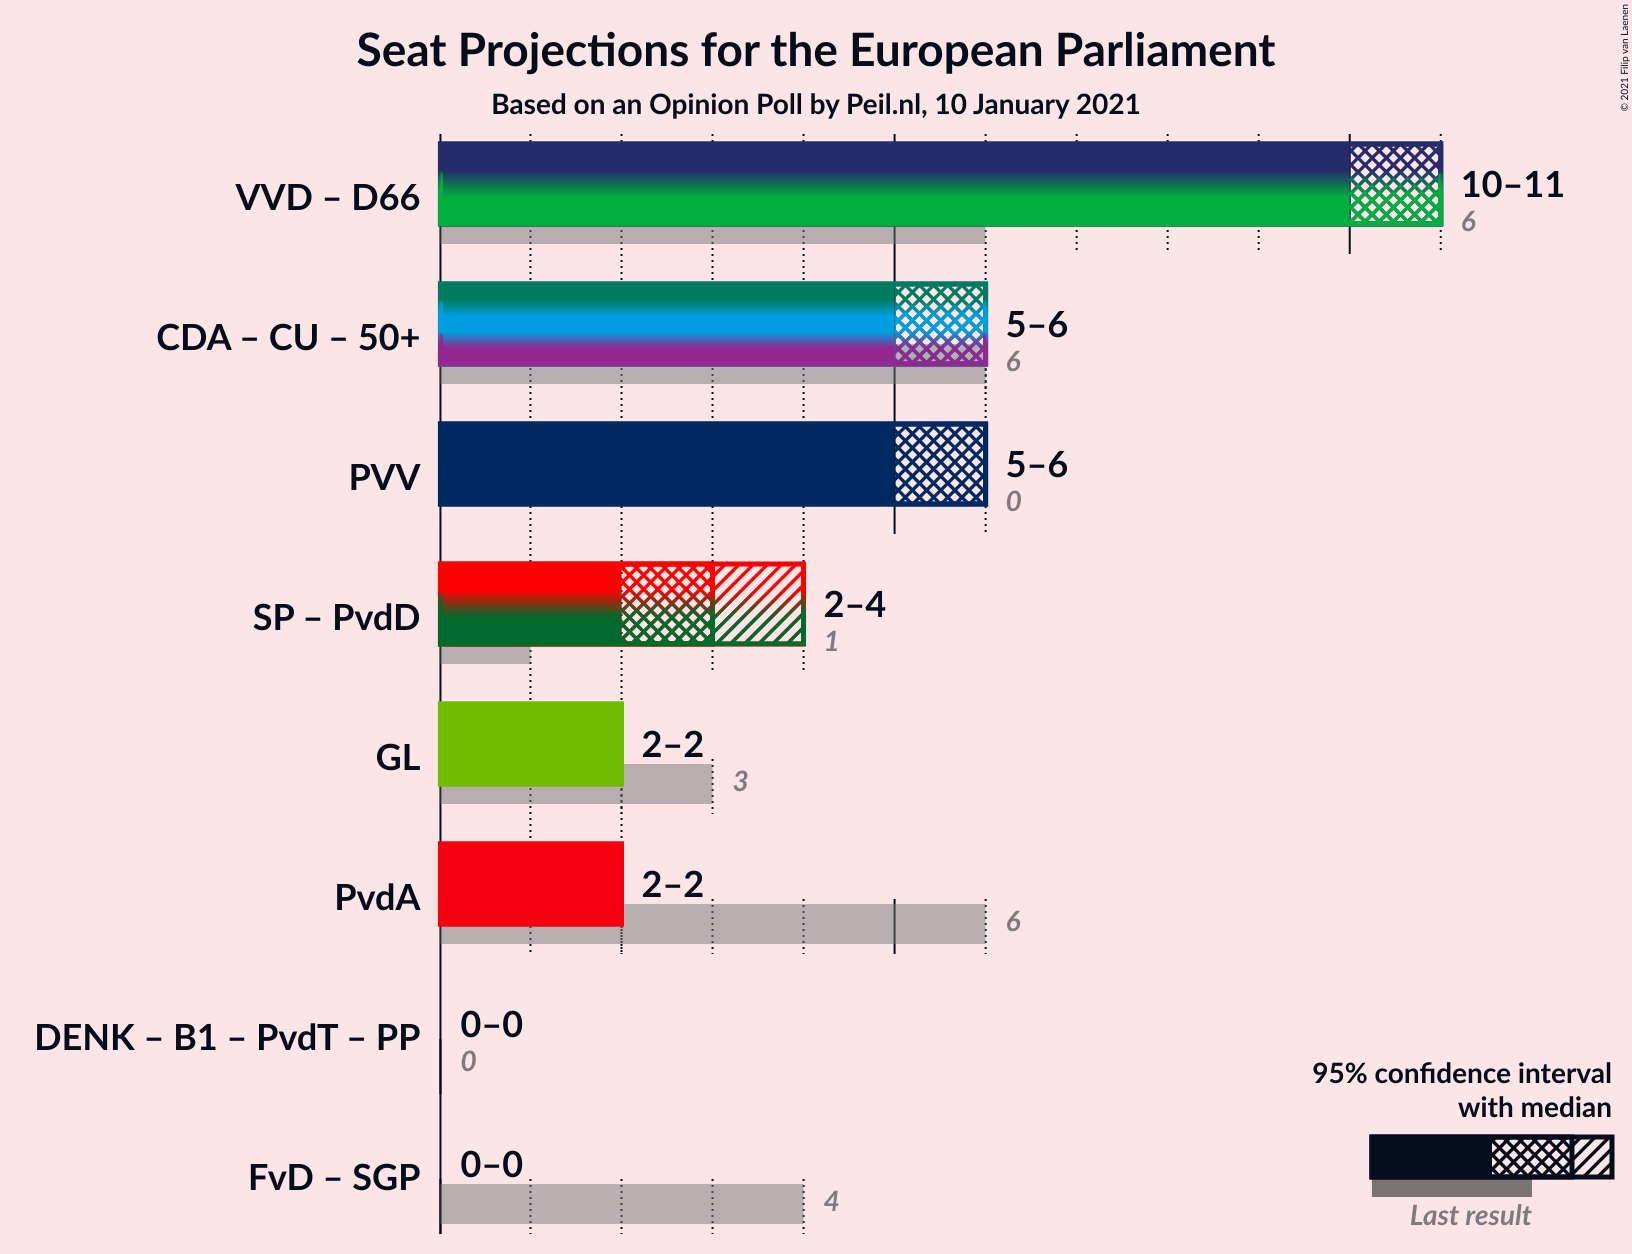 Seat Projections for the European Parliament
Based on an Opinion Poll by Peil.nl, 10 January 2021
© 2021 Filip van Laenen
VVD – D66
10–11
6
CDA – CU – 50+
5–6
6
PVV
5–6
0
SP – PvdD
2–4
1
GL
2–2
3
PvdA
2–2
6
DENK – B1 – PvdT – PP
0–0
0
FvD – SGP
0–0
4
95% confidence interval
with median
Last result